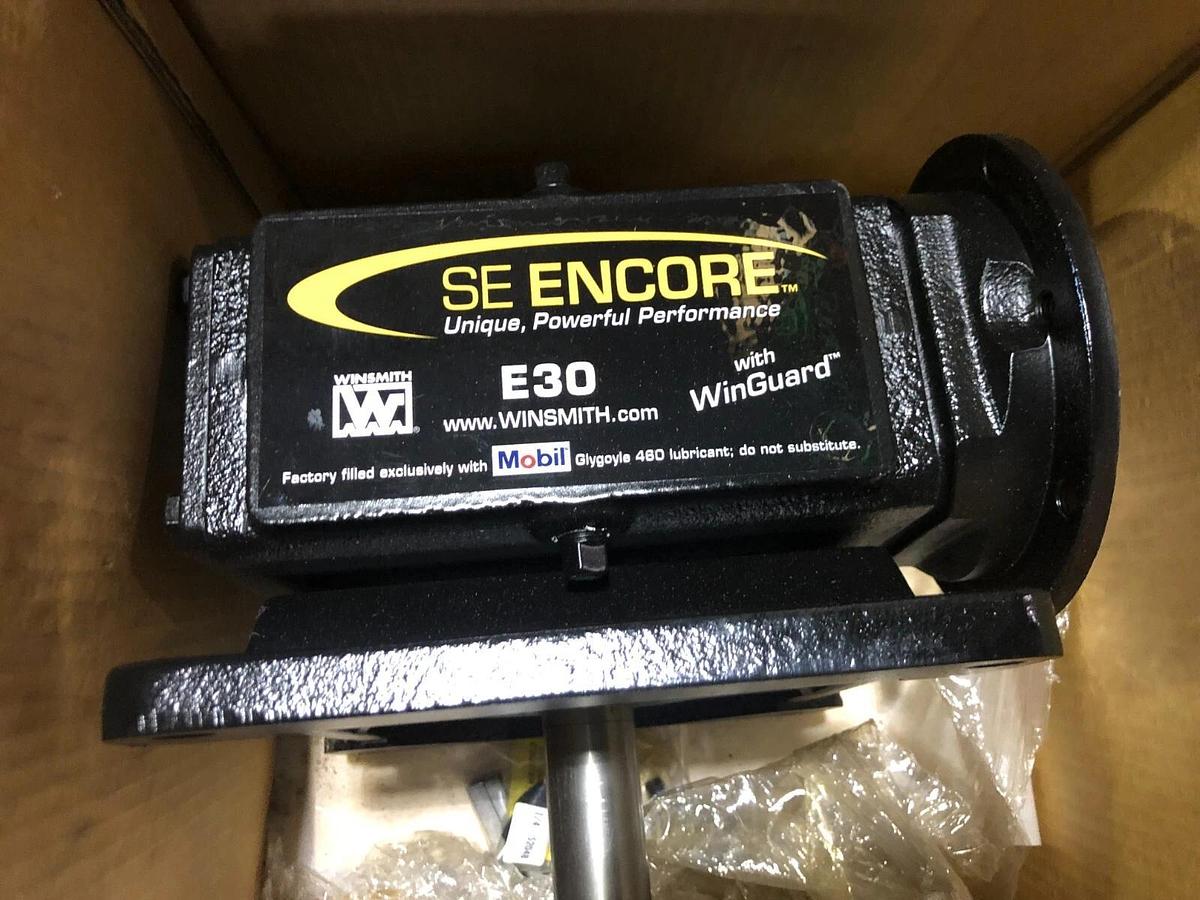 SE ENCORE™
Unique, Powerful Performance
WINSMITH
W
®
E30
www.WINSMITH.com
with
WinGuard™
Factory filled exclusively with Mobil Glygoyle 460 lubricant; do not substitute.